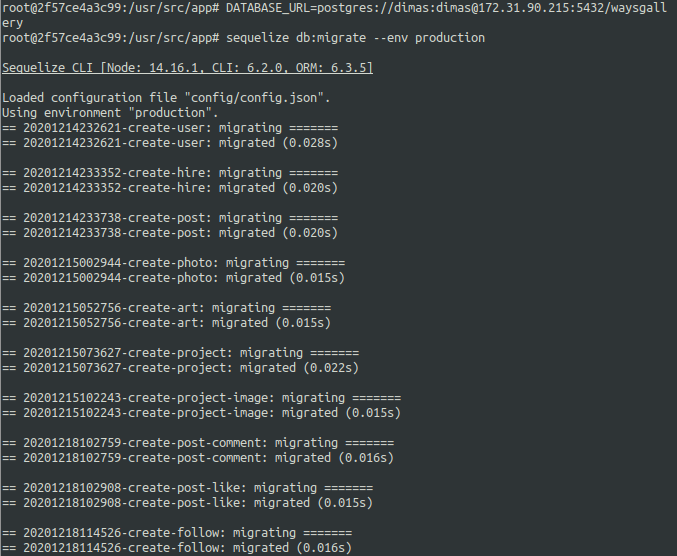 root@2f57ce4a3c99:/usr/src/app# DATABASE_URL=postgres://dimas:dimas@172.31.90.215:5432/waysgall
ery
root@2f57ce4a3c99:/usr/src/app# sequelize db:migrate --env production
Sequelize CLI [Node: 14.16.1, CLI: 6.2.0, ORM: 6.3.5]
Loaded configuration file "config/config.json".
Using environment "production".
== 20201214232621-create-user: migrating =======
== 20201214232621-create-user: migrated (0.028s)
== 20201214233352-create-hire: migrating =======
== 20201214233352-create-hire: migrated (0.020s)
== 20201214233738-create-post: migrating =======
== 20201214233738-create-post: migrated (0.020s)
== 20201215002944-create-photo: migrating =======
== 20201215002944-create-photo: migrated (0.015s)
== 20201215052756-create-art: migrating =======
== 20201215052756-create-art: migrated (0.015s)
== 20201215073627-create-project: migrating =======
== 20201215073627-create-project: migrated (0.022s)
== 20201215102243-create-project-image: migrating =======
== 20201215102243-create-project-image: migrated (0.015s)
== 20201218102759-create-post-comment: migrating =======
== 20201218102759-create-post-comment: migrated (0.016s)
== 20201218102908-create-post-like: migrating =======
== 20201218102908-create-post-like: migrated (0.015s)
== 20201218114526-create-follow: migrating =======
== 20201218114526-create-follow: migrated (0.016s)